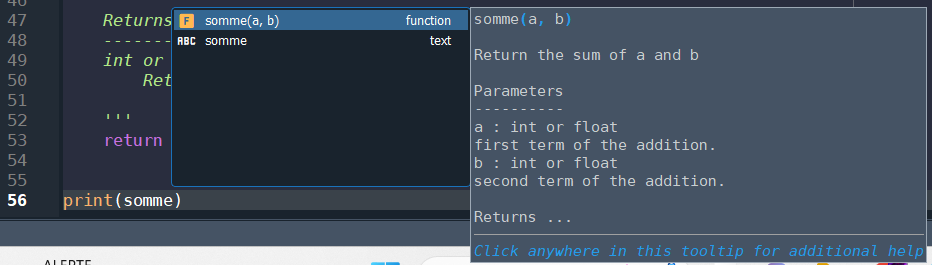 46
47 Returns
48 -------
49 int or
50 Ret
51
52 '''
53 return
54
55
56 print(somme)
F somme(a, b) function
ABC somme text
somme(a, b)
Return the sum of a and b
Parameters
----------
a : int or float
first term of the addition.
b : int or float
second term of the addition.
Returns ...
Click anywhere in this tooltip for additional help
ALERTE